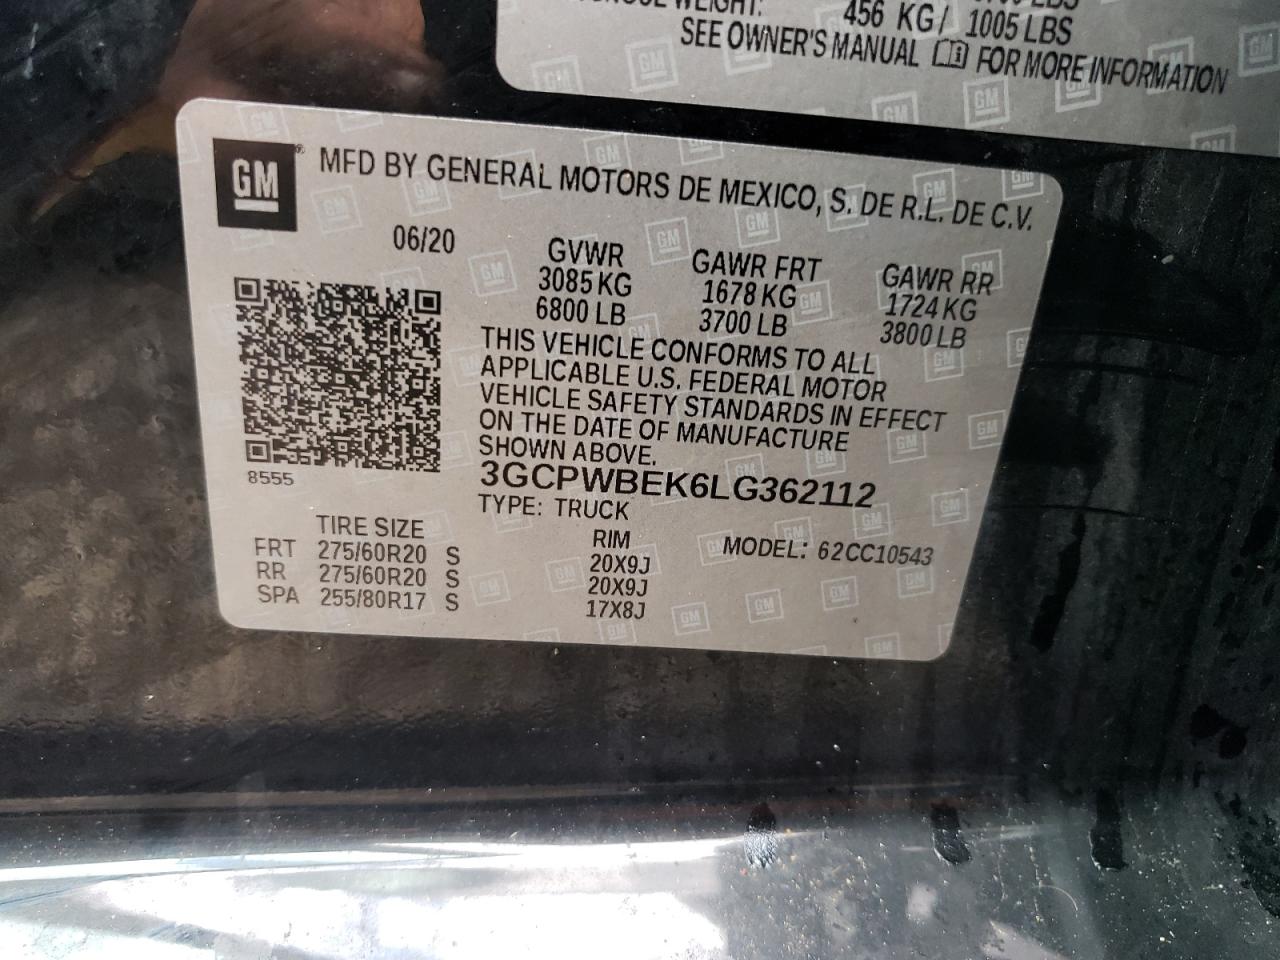 456 KG / 1005 LBS
SEE OWNER'S MANUAL FOR MORE INFORMATION
GM
MFD BY GENERAL MOTORS DE MEXICO, S. DE R.L. DE C.V.
06/20 GVWR GAWR FRT GAWR RR
3085 KG 1678 KG 1724 KG
6800 LB 3700 LB 3800 LB
THIS VEHICLE CONFORMS TO ALL
APPLICABLE U.S. FEDERAL MOTOR
VEHICLE SAFETY STANDARDS IN EFFECT
ON THE DATE OF MANUFACTURE
SHOWN ABOVE.
8555
3GCPWBEK6LG362112
TYPE: TRUCK
TIRE SIZE RIM MODEL: 62CC10543
FRT 275/60R20 S 20X9J
RR 275/60R20 S 20X9J
SPA 255/80R17 S 17X8J